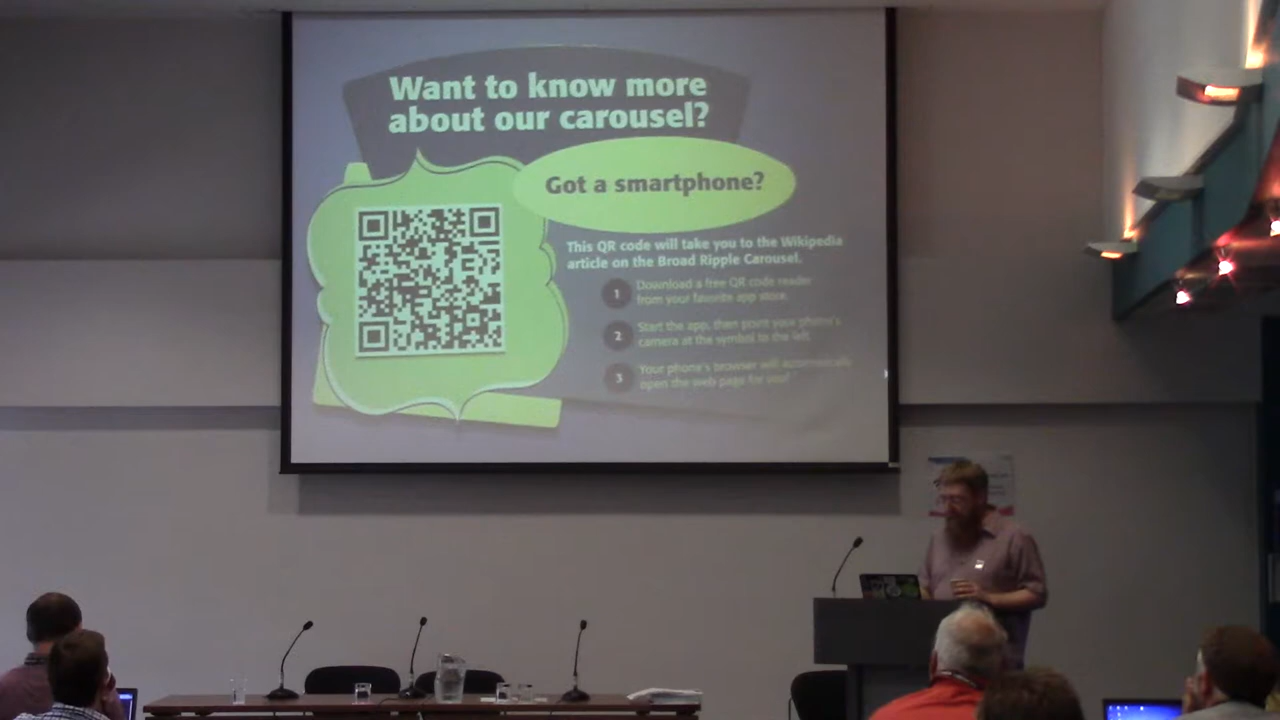 Want to know more
about our carousel?
Got a smartphone?
This QR code will take you to the Wikipedia
article on the Broad Ripple Carousel.
1 Download a free QR code reader
from your favorite app store.
2 Start the app, then point your phone's
camera at the symbol to the left.
3 Your phone's browser will automatically
open the web page for you!